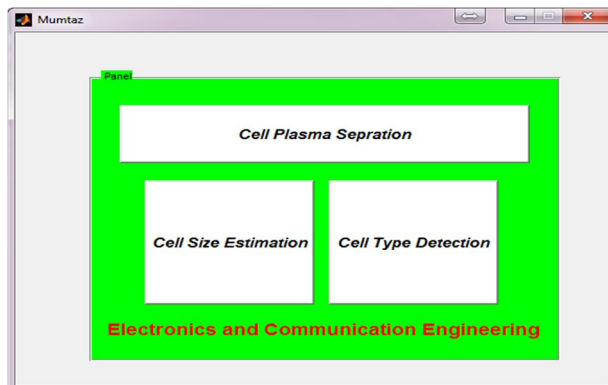 Mumtaz
Panel
Cell Plasma Sepration
Cell Size Estimation
Cell Type Detection
Electronics and Communication Engineering